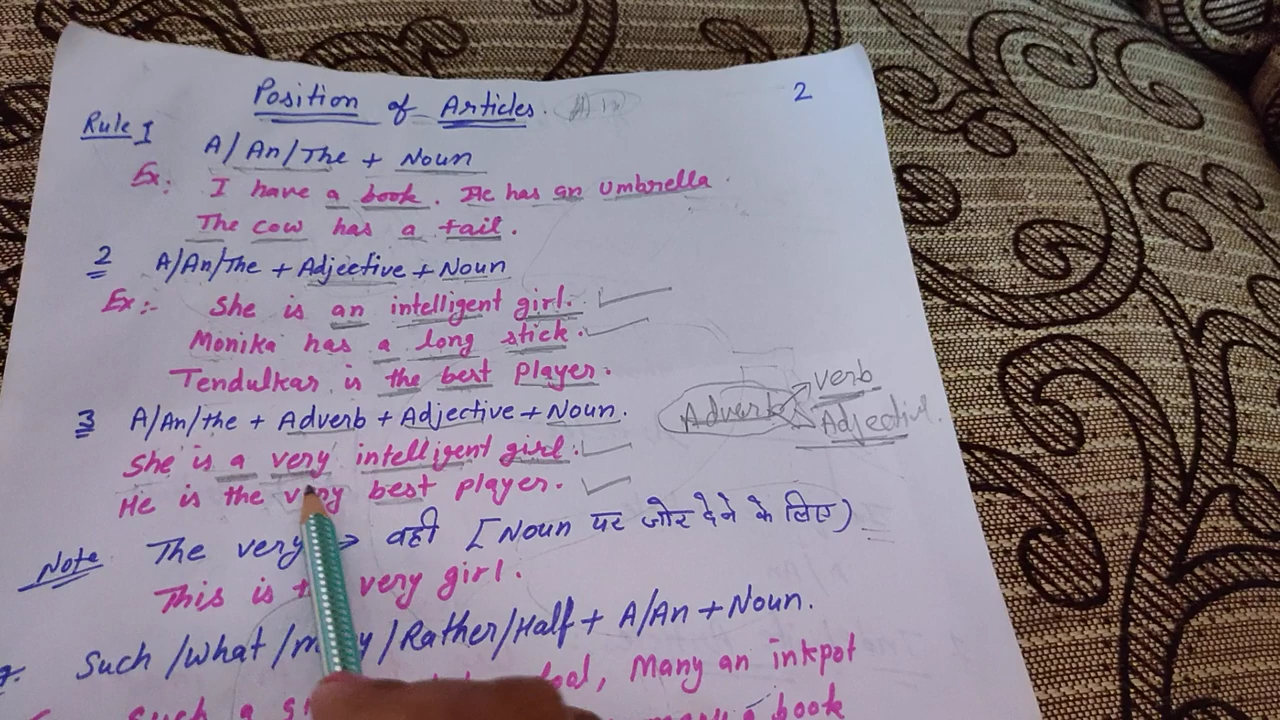 Position of Articles. 2
Rule 1
A/An/The + Noun
Ex: I have a book. He has an umbrella
The cow has a tail.
2 A/An/The + Adjective + Noun
Ex:- She is an intelligent girl.
Monika has a long stick.
Tendulkar is the best player.
3 A/An/the + Adverb + Adjective + Noun.
Adverb verb
Adjective.
She is a very intelligent girl.
He is the very best player.
Note The very → वही [Noun पर जोर देने के लिए)
This is very girl.
Such/What/ /Rather/Half + A/An + Noun.
Many an inkpot
Such a
a book